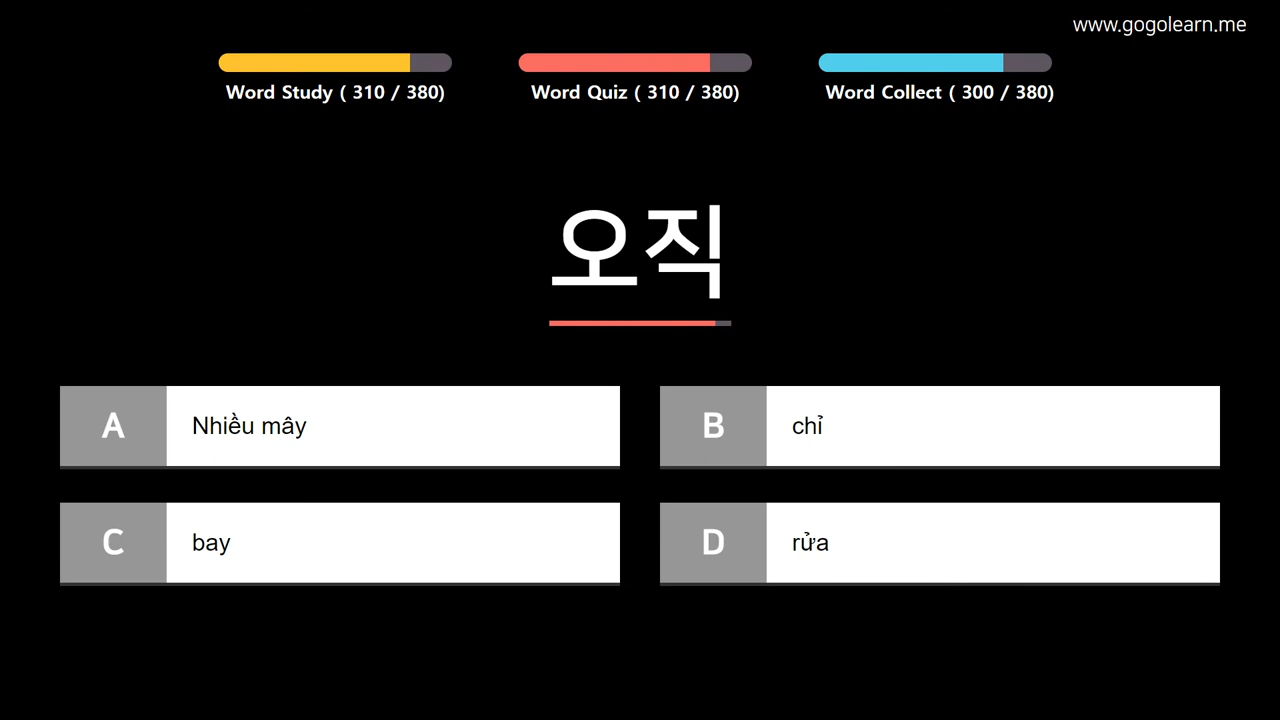 www.gogolearn.me
Word Study ( 310 / 380)
Word Quiz ( 310 / 380)
Word Collect ( 300 / 380)
오직
A Nhiều mây
B chỉ
C bay
D rửa